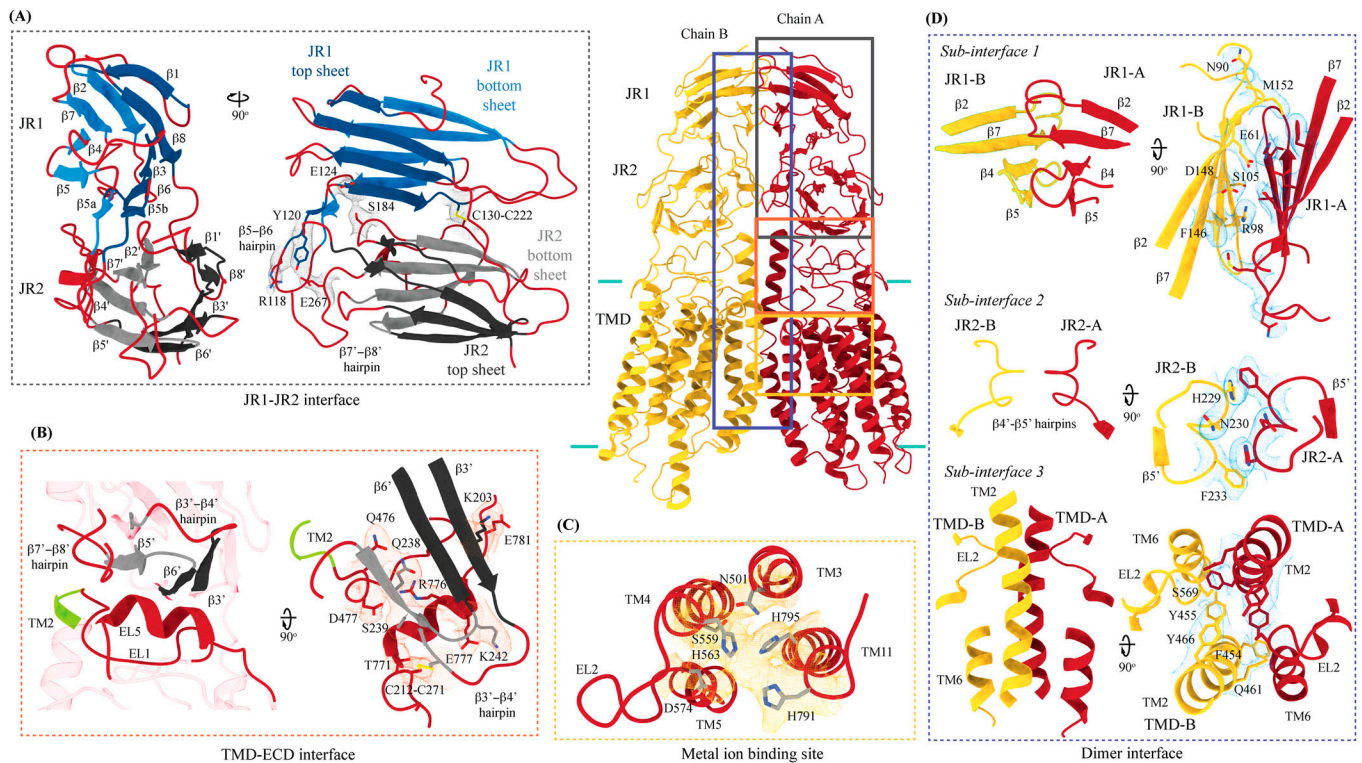 (A)
JR1
top sheet
JR1
bottom
sheet
β1
β2
β7
JR1
β4
β8
β3
β5
β6
β5a
β5b
90°
E124
S184
Y120
C130-C222
β5–β6
hairpin
JR2
bottom
sheet
R118
E267
β1'
β2'
β7'
β8'
JR2
β4'
β3'
β5'
β6'
β7'–β8'
hairpin
JR2
top sheet
JR1-JR2 interface
Chain B
Chain A
JR1
JR2
TMD
(B)
β3'–β4'
hairpin
β7'–β8'
hairpin
β5'
β6'
β3'
TM2
EL5
EL1
90°
β3'
β6'
K203
Q476
TM2
Q238
E781
R776
D477
S239
E777
K242
T771
C212-C271
β3'–β4'
hairpin
TMD-ECD interface
(C)
TM3
N501
TM4
H795
S559
H563
TM11
EL2
D574
TM5
H791
Metal ion binding site
(D)
Sub-interface 1
JR1-B
JR1-A
β2
β2
β7
β7
β4
β4
β5
β5
90°
N90
β7
M152
β2
JR1-B
E61
D148
S105
JR1-A
R98
F146
β2
β7
Sub-interface 2
JR2-B
JR2-A
β4'-β5' hairpins
90°
JR2-B
β5'
H229
N230
JR2-A
β5'
F233
Sub-interface 3
TM2
TMD-B
TMD-A
EL2
TM6
90°
TMD-A
TM6
TM2
EL2
S569
Y455
Y466
F454
EL2
Q461
TM2
TM6
TMD-B
Dimer interface